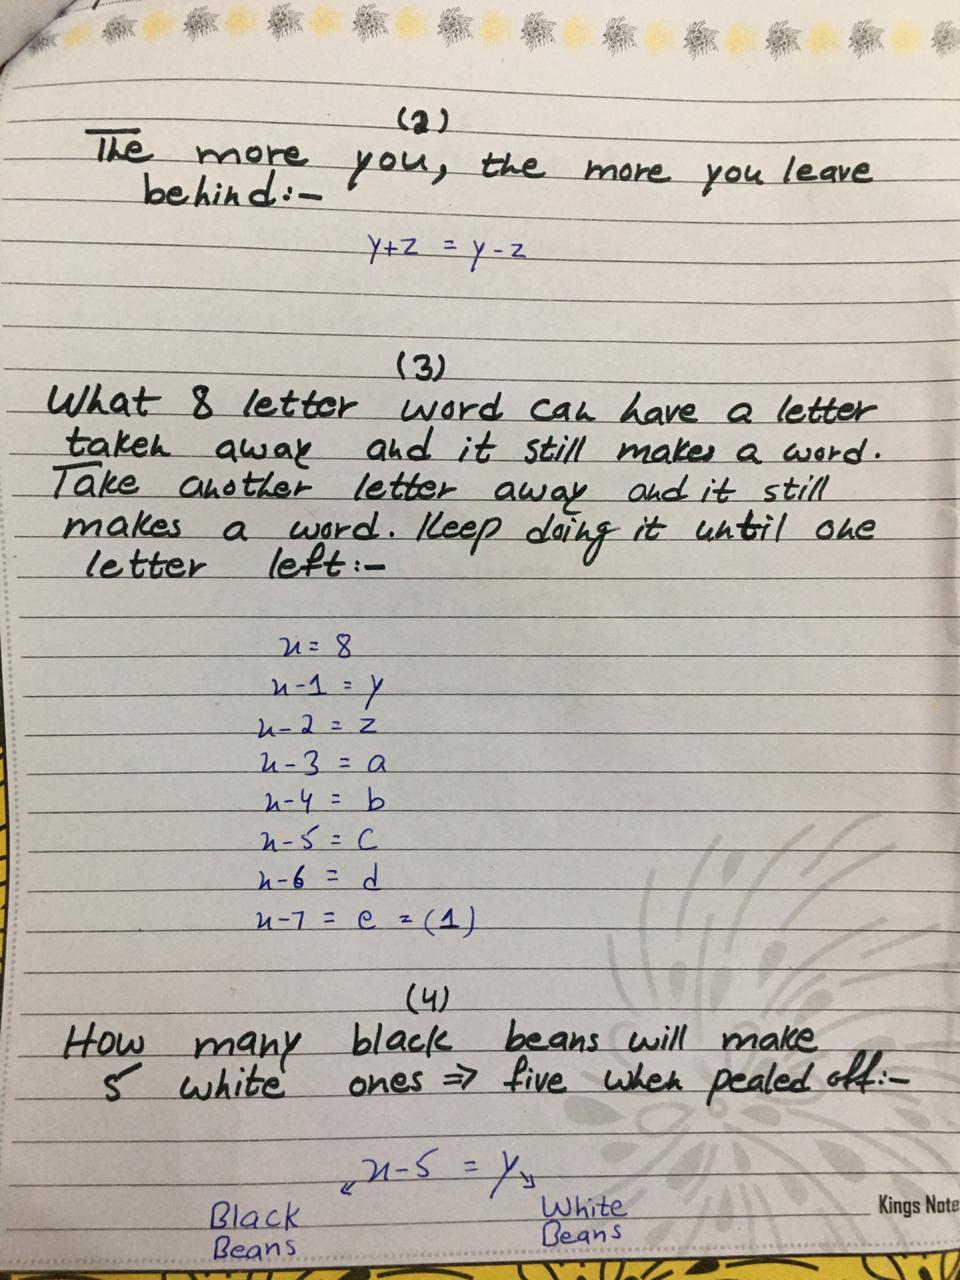 (2)
The more you, the more you leave
behind:-
y+z = y-z
(3)
What 8 letter word can have a letter
taken away and it still makes a word.
Take another letter away and it still
makes a word. Keep doing it until one
letter left:-
x = 8
x-1 = y
x-2 = z
x-3 = a
x-4 = b
x-5 = c
x-6 = d
x-7 = e = (1)
(4)
How many black beans will make
5 white ones ⇒ five when pealed off:-
x-5 = y
Black White
Beans Beans
Kings Note